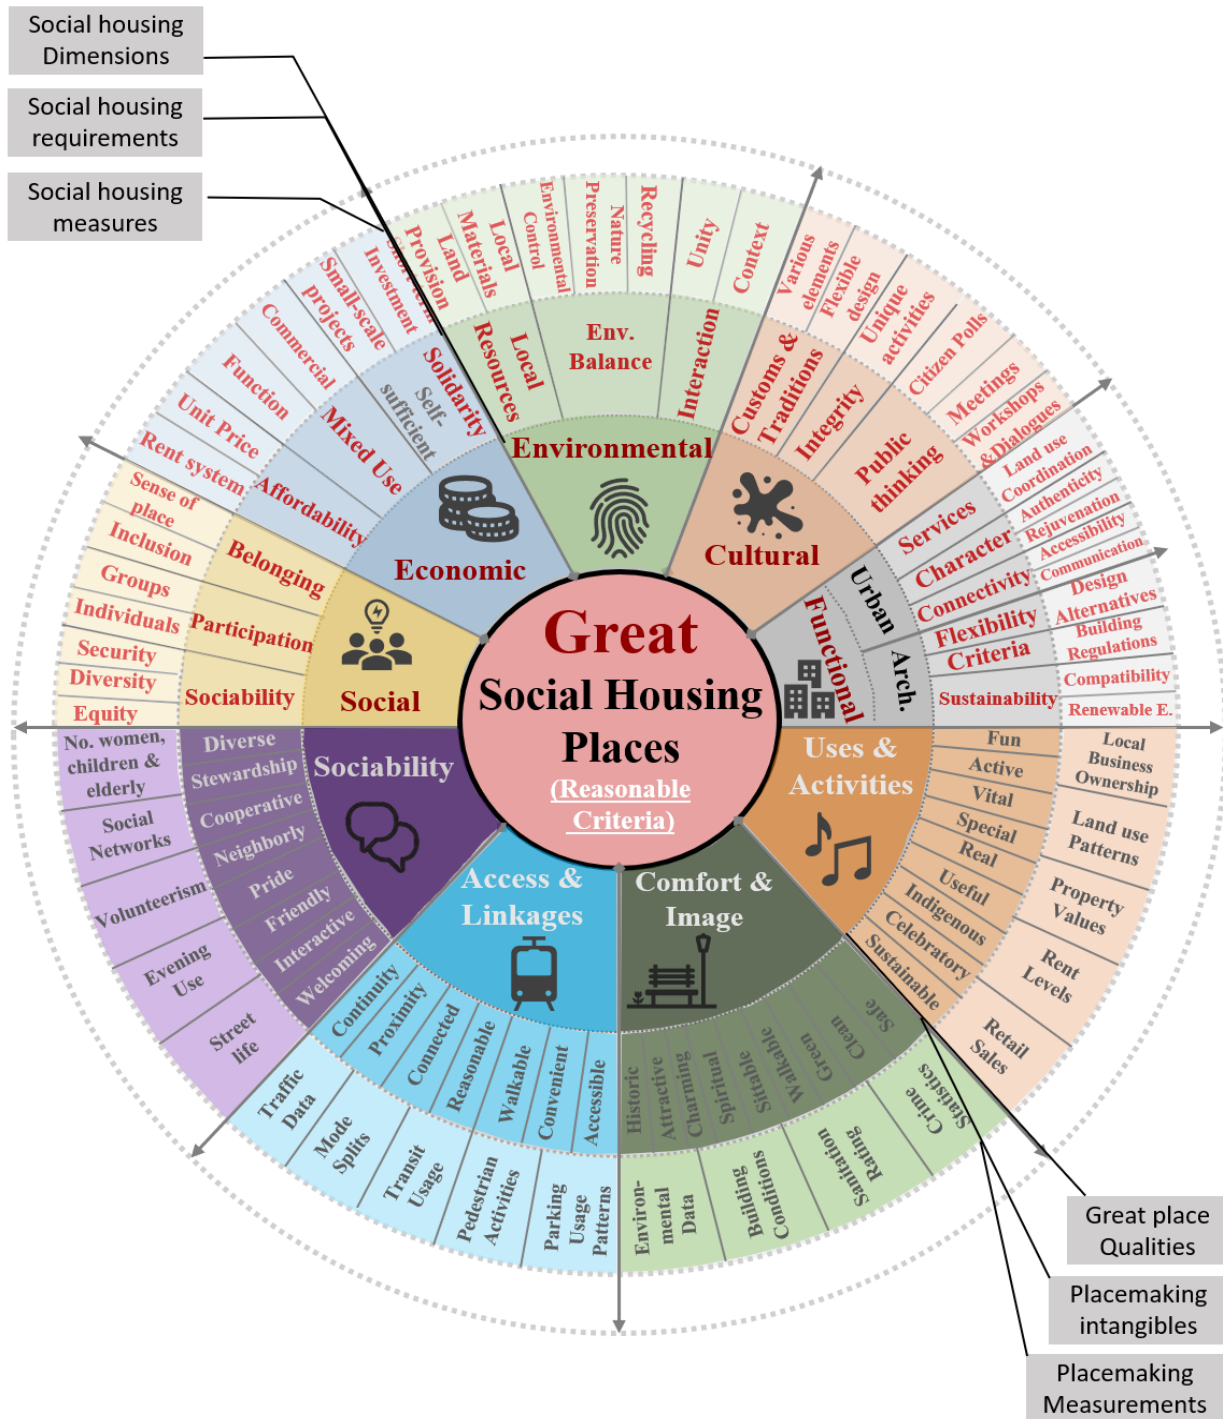 Social housing
Dimensions
Social housing
requirements
Social housing
measures
Great
Social Housing
Places
(Reasonable
Criteria)
Environmental
Local
Resources
Env.
Balance
Interaction
Land
Provision
Local
Materials
Environmental
Control
Nature
Preservation
Recycling
Unity
Context
Cultural
Customs &
Traditions
Integrity
Public
thinking
Various
elements
Flexible
design
Unique
activities
Citizen Polls
Meetings
Workshops
&Dialogues
Functional
Urban
Arch.
Services
Character
Connectivity
Flexibility
Criteria
Sustainability
Land use
Coordination
Authenticity
Rejuvenation
Accessibility
Communication
Design
Alternatives
Building
Regulations
Compatibility
Renewable E.
Economic
Solidarity
Self-
sufficient
Mixed Use
Affordability
Short-term
Investment
Small-scale
projects
Commercial
Function
Unit Price
Rent system
Social
Belonging
Participation
Sociability
Sense of
place
Inclusion
Groups
Individuals
Security
Diversity
Equity
Sociability
Diverse
Stewardship
Cooperative
Neighborly
Pride
Friendly
Interactive
Welcoming
No. women,
children &
elderly
Social
Networks
Volunteerism
Evening
Use
Street
life
Access &
Linkages
Continuity
Proximity
Connected
Reasonable
Walkable
Convenient
Accessible
Traffic
Data
Mode
Splits
Transit
Usage
Pedestrian
Activities
Parking
Usage
Patterns
Comfort &
Image
Historic
Attractive
Charming
Spiritual
Sittable
Walkable
Green
Clean
Safe
Environ-
mental
Data
Building
Conditions
Sanitation
Rating
Crime
Statistics
Uses &
Activities
Fun
Active
Vital
Special
Real
Useful
Indigenous
Celebratory
Sustainable
Local
Business
Ownership
Land use
Patterns
Property
Values
Rent
Levels
Retail
Sales
Great place
Qualities
Placemaking
intangibles
Placemaking
Measurements